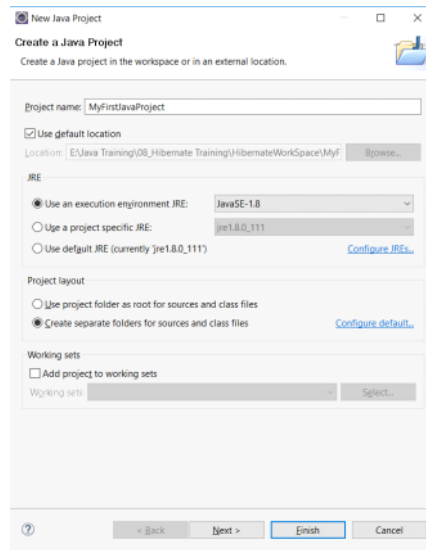 New Java Project
Create a Java Project
Create a Java project in the workspace or in an external location.
Project name: MyFirstJavaProject
Use default location
Location: E:\Java Training\08_Hibernate Training\HibernateWorkSpace\MyF Browse...
JRE
Use an execution environment JRE: JavaSE-1.8
Use a project specific JRE: jre1.8.0_111
Use default JRE (currently 'jre1.8.0_111') Configure JREs...
Project layout
Use project folder as root for sources and class files
Create separate folders for sources and class files Configure default...
Working sets
Add project to working sets
Working sets: Select...
< Back Next > Finish Cancel